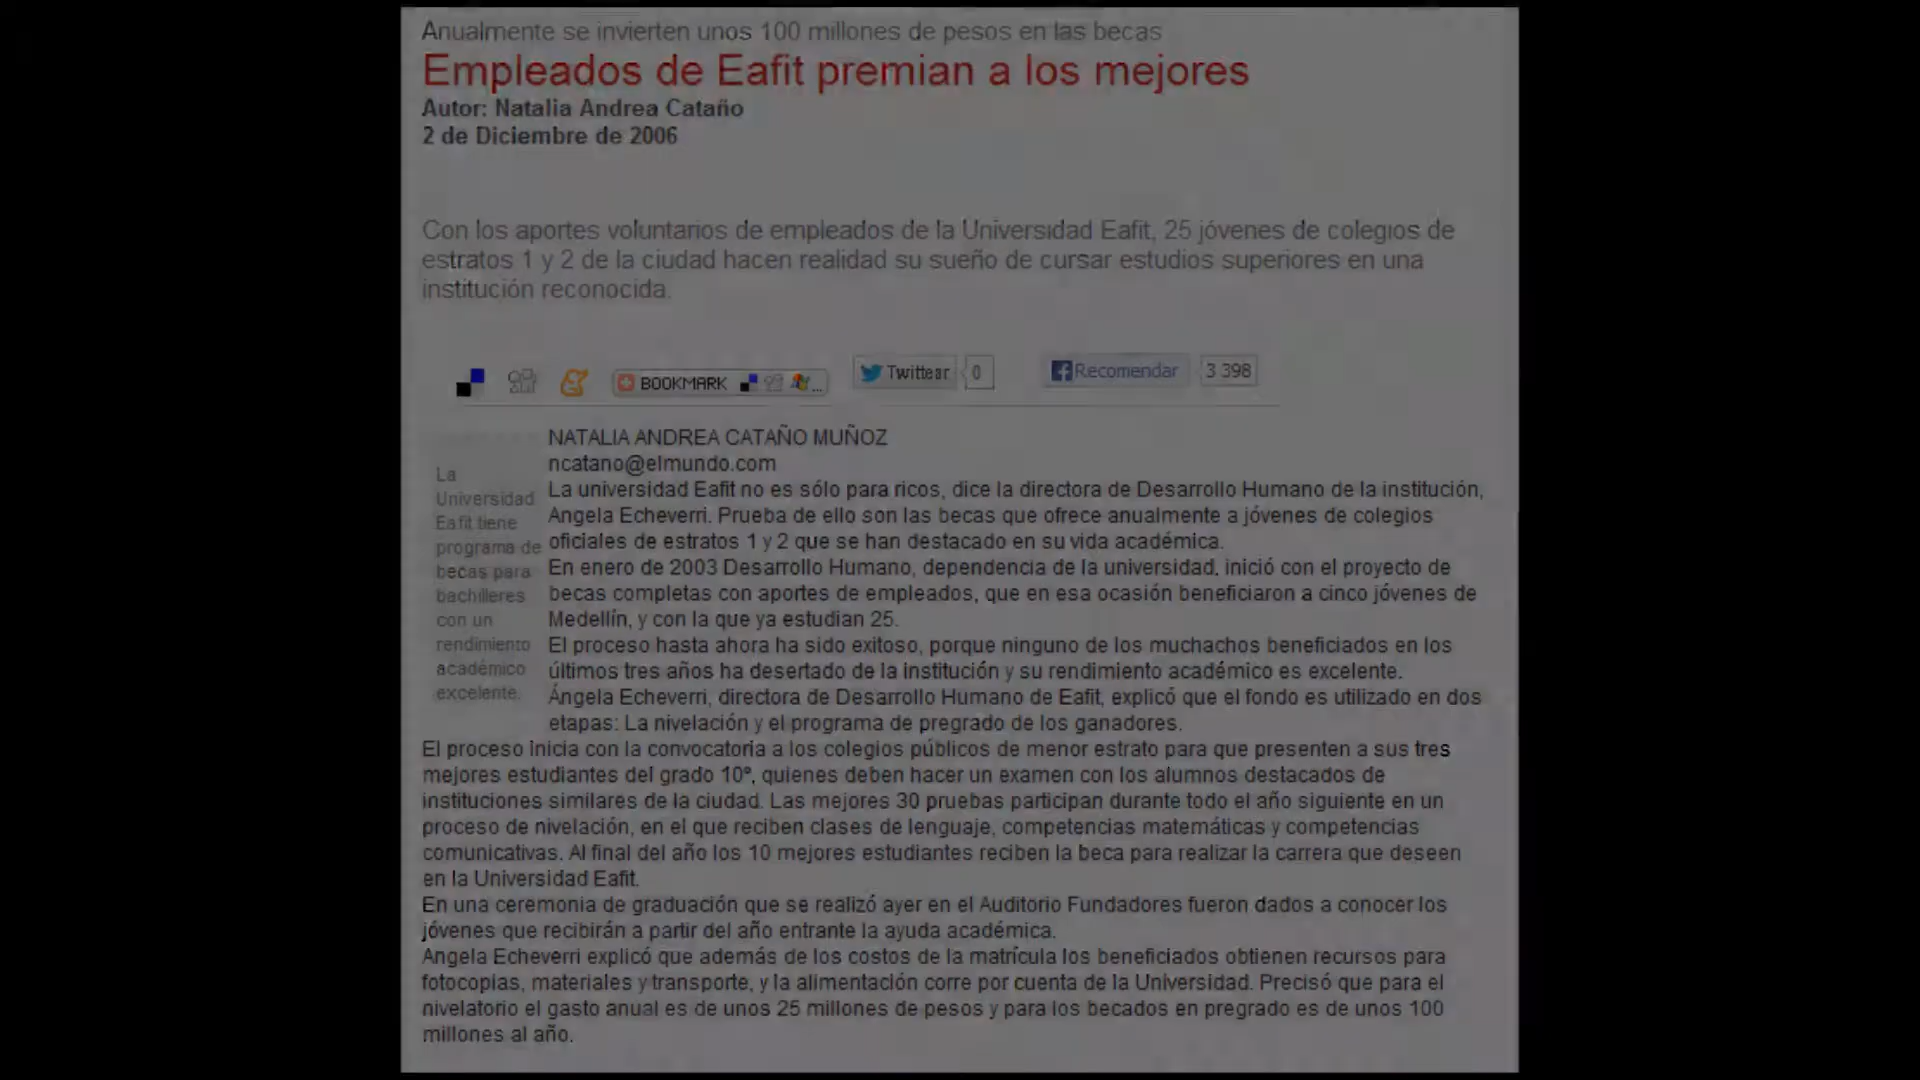 Anualmente se invierten unos 100 millones de pesos en las becas
Empleados de Eafit premian a los mejores
Autor: Natalia Andrea Cataño
2 de Diciembre de 2006
Con los aportes voluntarios de empleados de la Universidad Eafit, 25 jóvenes de colegios de
estratos 1 y 2 de la ciudad hacen realidad su sueño de cursar estudios superiores en una
institución reconocida.
BOOKMARK ...
Twittear 0
Recomendar 3 398
La
Universidad
Eafit tiene
programa de
becas para
bachilleres
con un
rendimiento
académico
excelente.
NATALIA ANDREA CATAÑO MUÑOZ
ncatano@elmundo.com
La universidad Eafit no es sólo para ricos, dice la directora de Desarrollo Humano de la institución,
Angela Echeverri. Prueba de ello son las becas que ofrece anualmente a jóvenes de colegios
oficiales de estratos 1 y 2 que se han destacado en su vida académica.
En enero de 2003 Desarrollo Humano, dependencia de la universidad, inició con el proyecto de
becas completas con aportes de empleados, que en esa ocasión beneficiaron a cinco jóvenes de
Medellín, y con la que ya estudian 25.
El proceso hasta ahora ha sido exitoso, porque ninguno de los muchachos beneficiados en los
últimos tres años ha desertado de la institución y su rendimiento académico es excelente.
Ángela Echeverri, directora de Desarrollo Humano de Eafit, explicó que el fondo es utilizado en dos
etapas: La nivelación y el programa de pregrado de los ganadores.
El proceso inicia con la convocatoria a los colegios públicos de menor estrato para que presenten a sus tres
mejores estudiantes del grado 10º, quienes deben hacer un examen con los alumnos destacados de
instituciones similares de la ciudad. Las mejores 30 pruebas participan durante todo el año siguiente en un
proceso de nivelación, en el que reciben clases de lenguaje, competencias matemáticas y competencias
comunicativas. Al final del año los 10 mejores estudiantes reciben la beca para realizar la carrera que deseen
en la Universidad Eafit.
En una ceremonia de graduación que se realizó ayer en el Auditorio Fundadores fueron dados a conocer los
jóvenes que recibirán a partir del año entrante la ayuda académica.
Angela Echeverri explicó que además de los costos de la matrícula los beneficiados obtienen recursos para
fotocopias, materiales y transporte, y la alimentación corre por cuenta de la Universidad. Precisó que para el
nivelatorio el gasto anual es de unos 25 millones de pesos y para los becados en pregrado es de unos 100
millones al año.